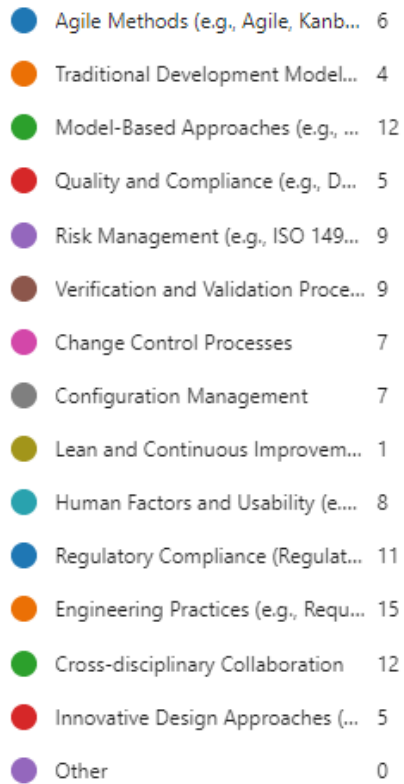 Agile Methods (e.g., Agile, Kanb... 6
Traditional Development Model... 4
Model-Based Approaches (e.g., ... 12
Quality and Compliance (e.g., D... 5
Risk Management (e.g., ISO 149... 9
Verification and Validation Proce... 9
Change Control Processes 7
Configuration Management 7
Lean and Continuous Improvem... 1
Human Factors and Usability (e.... 8
Regulatory Compliance (Regulat... 11
Engineering Practices (e.g., Requ... 15
Cross-disciplinary Collaboration 12
Innovative Design Approaches (... 5
Other 0